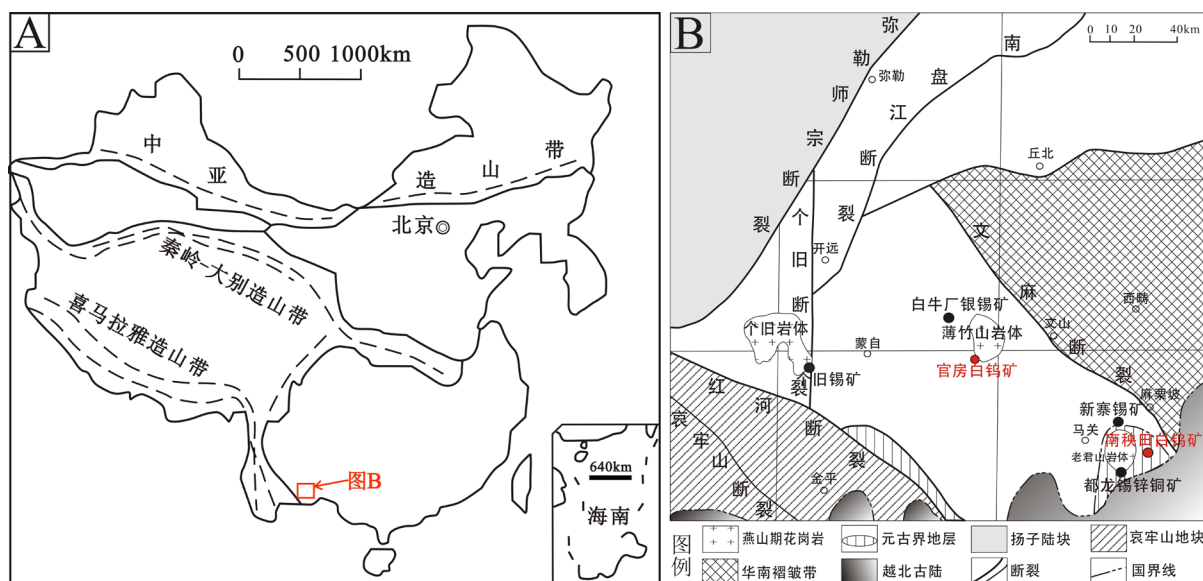 A
0 500 1000km
中亚造山带
北京
秦岭-大别造山带
喜马拉雅造山带
图B
640km
海南
B
0 10 20 40km
弥勒师宗断裂
南盘江断裂
弥勒
丘北
个旧断裂
开远
文麻断裂
西畴
白牛厂银锡矿
薄竹山岩体
文山
个旧岩体
蒙自
官房白钨矿
个旧锡矿
红河断裂
哀牢山断裂
新寨锡矿
麻栗坡
马关
南秧田白钨矿
老君山岩体
都龙锡锌铜矿
金平
图例
燕山期花岗岩
元古界地层
扬子陆块
哀牢山地块
华南褶皱带
越北古陆
断裂
国界线